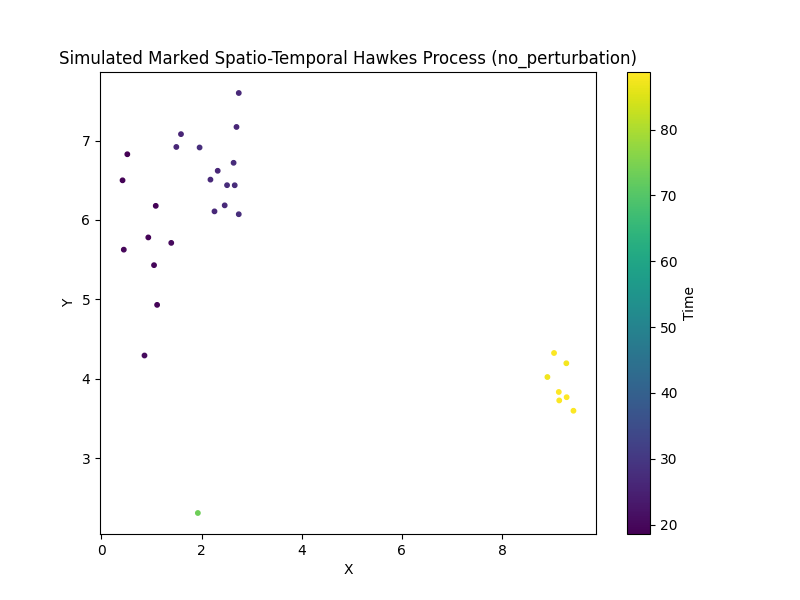 Simulated Marked Spatio-Temporal Hawkes Process (no_perturbation)
7
6
5
4
3
Y
0 2 4 6 8
X
80
70
60
50
40
30
20
Time